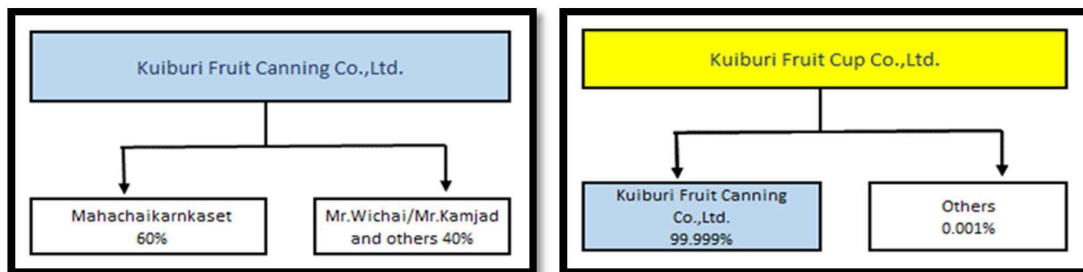 Kuiburi Fruit Canning Co.,Ltd.
Mahachaikarnkaset
60%
Mr.Wichai/Mr.Kamjad
and others 40%
Kuiburi Fruit Cup Co.,Ltd.
Kuiburi Fruit Canning
Co.,Ltd.
99.999%
Others
0.001%